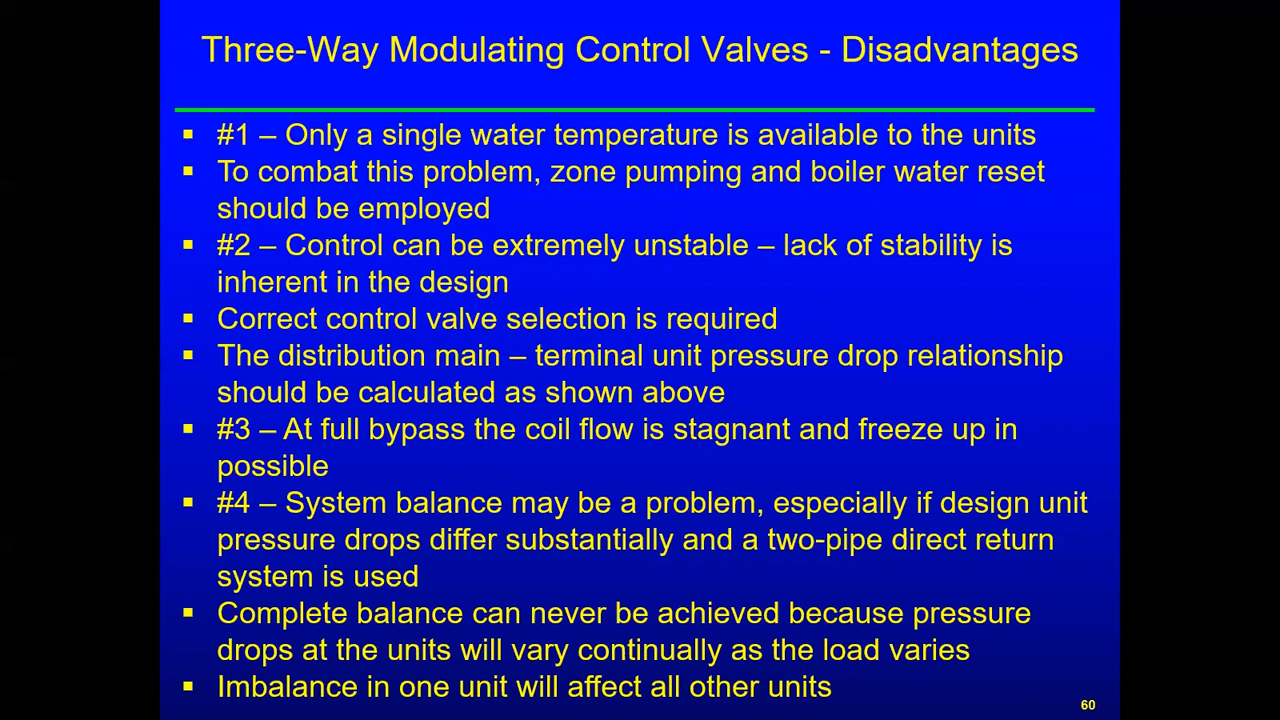 Three-Way Modulating Control Valves - Disadvantages
▪ #1 – Only a single water temperature is available to the units
▪ To combat this problem, zone pumping and boiler water reset
should be employed
▪ #2 – Control can be extremely unstable – lack of stability is
inherent in the design
▪ Correct control valve selection is required
▪ The distribution main – terminal unit pressure drop relationship
should be calculated as shown above
▪ #3 – At full bypass the coil flow is stagnant and freeze up in
possible
▪ #4 – System balance may be a problem, especially if design unit
pressure drops differ substantially and a two-pipe direct return
system is used
▪ Complete balance can never be achieved because pressure
drops at the units will vary continually as the load varies
▪ Imbalance in one unit will affect all other units
60